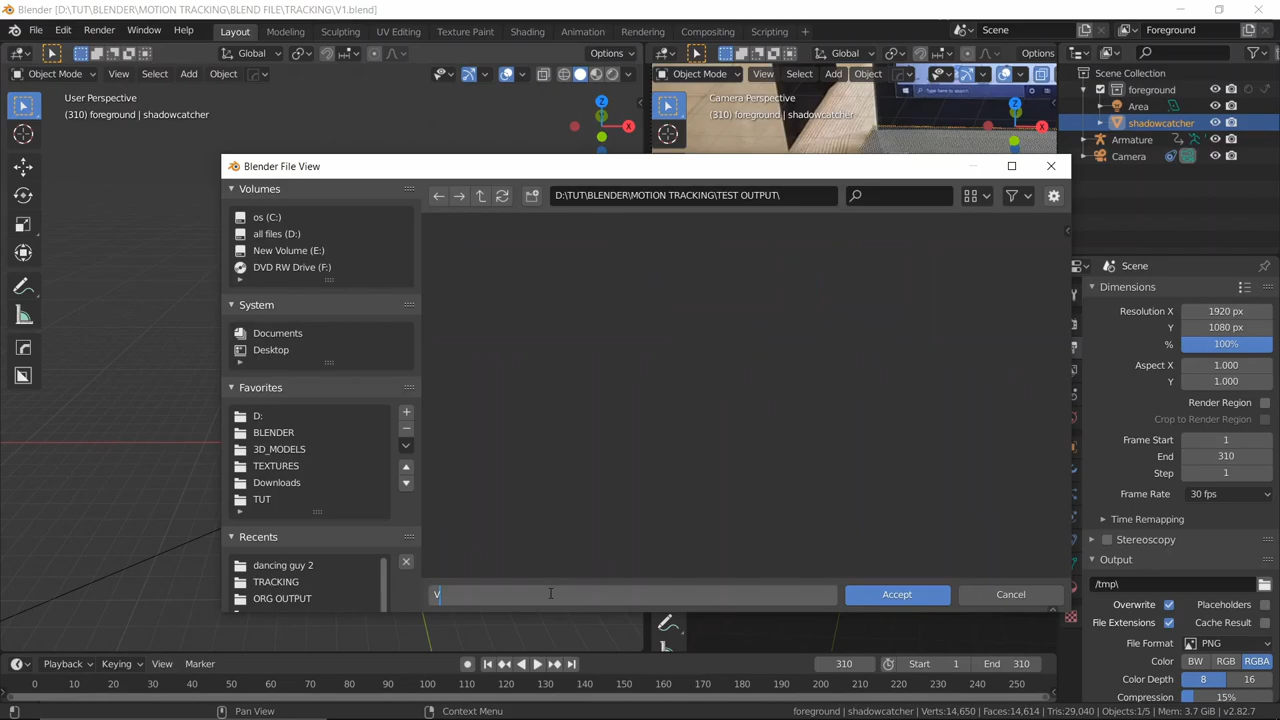 Blender [D:\TUT\BLENDER\MOTION TRACKING\BLEND FILE\TRACKING\V1.blend]
File Edit Render Window Help Layout Modeling Sculpting UV Editing Texture Paint Shading Animation Rendering Compositing Scripting + Scene Foreground
Global Options Global Options
Object Mode View Select Add Object Object Mode View Select Add Object Scene Collection
foreground
User Perspective Camera Perspective Area
(310) foreground | shadowcatcher (310) foreground | shadowcatcher shadowcatcher
Z X Z X
Armature
Camera
Blender File View
Volumes
D:\TUT\BLENDER\MOTION TRACKING\TEST OUTPUT\
os (C:)
all files (D:)
New Volume (E:)
DVD RW Drive (F:)
System
Documents
Desktop
Favorites
D:
BLENDER
3D_MODELS
TEXTURES
Downloads
TUT
Recents
dancing guy 2
TRACKING
ORG OUTPUT
V Accept Cancel
Scene
Dimensions
Resolution X 1920 px
Y 1080 px
% 100%
Aspect X 1.000
Y 1.000
Render Region
Crop to Render Region
Frame Start 1
End 310
Step 1
Frame Rate 30 fps
Time Remapping
Stereoscopy
Output
/tmp\
Overwrite Placeholders
File Extensions Cache Result
File Format PNG
Color BW RGB RGBA
Color Depth 8 16
Compression 15%
Playback Keying View Marker 310 Start 1 End 310
0 10 20 30 40 50 60 70 80 90 100 110 120 130 140 150 160 170 180 190 200 210 220 230 240 250
Select Pan View Context Menu foreground | shadowcatcher | Verts:14,650 | Faces:14,614 | Tris:29,040 | Objects:1/5 | Mem: 3.7 GiB | v2.82.7